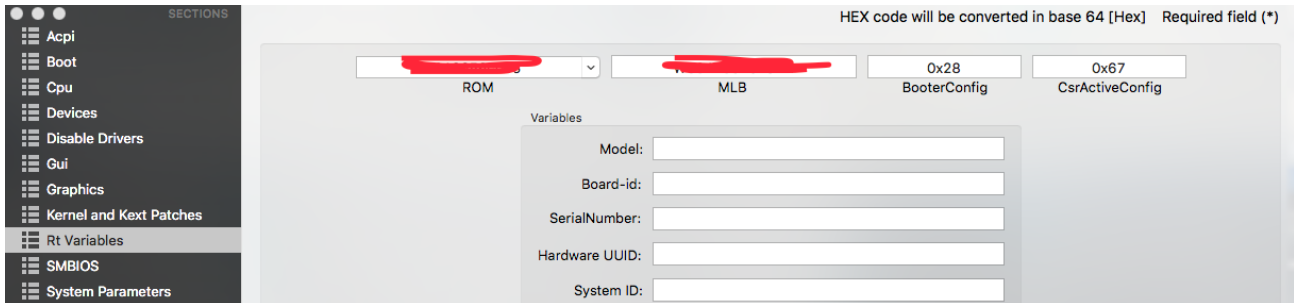 SECTIONS
HEX code will be converted in base 64 [Hex] Required field (*)
Acpi
Boot
Cpu
Devices
Disable Drivers
Gui
Graphics
Kernel and Kext Patches
Rt Variables
SMBIOS
System Parameters
0x28 0x67
ROM MLB BooterConfig CsrActiveConfig
Variables
Model:
Board-id:
SerialNumber:
Hardware UUID:
System ID: